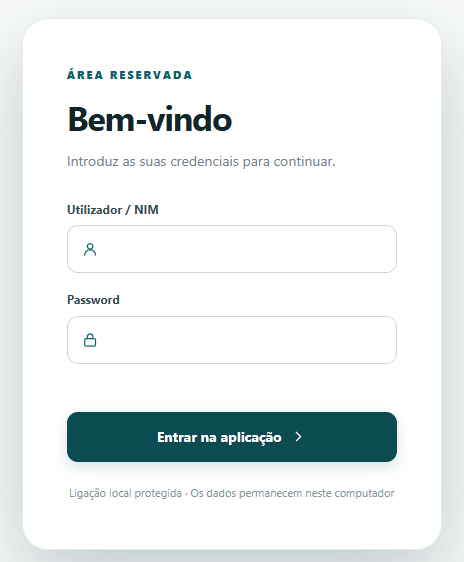 ÁREA RESERVADA
Bem-vindo
Introduz as suas credenciais para continuar.
Utilizador / NIM
Password
Entrar na aplicação
Ligação local protegida · Os dados permanecem neste computador